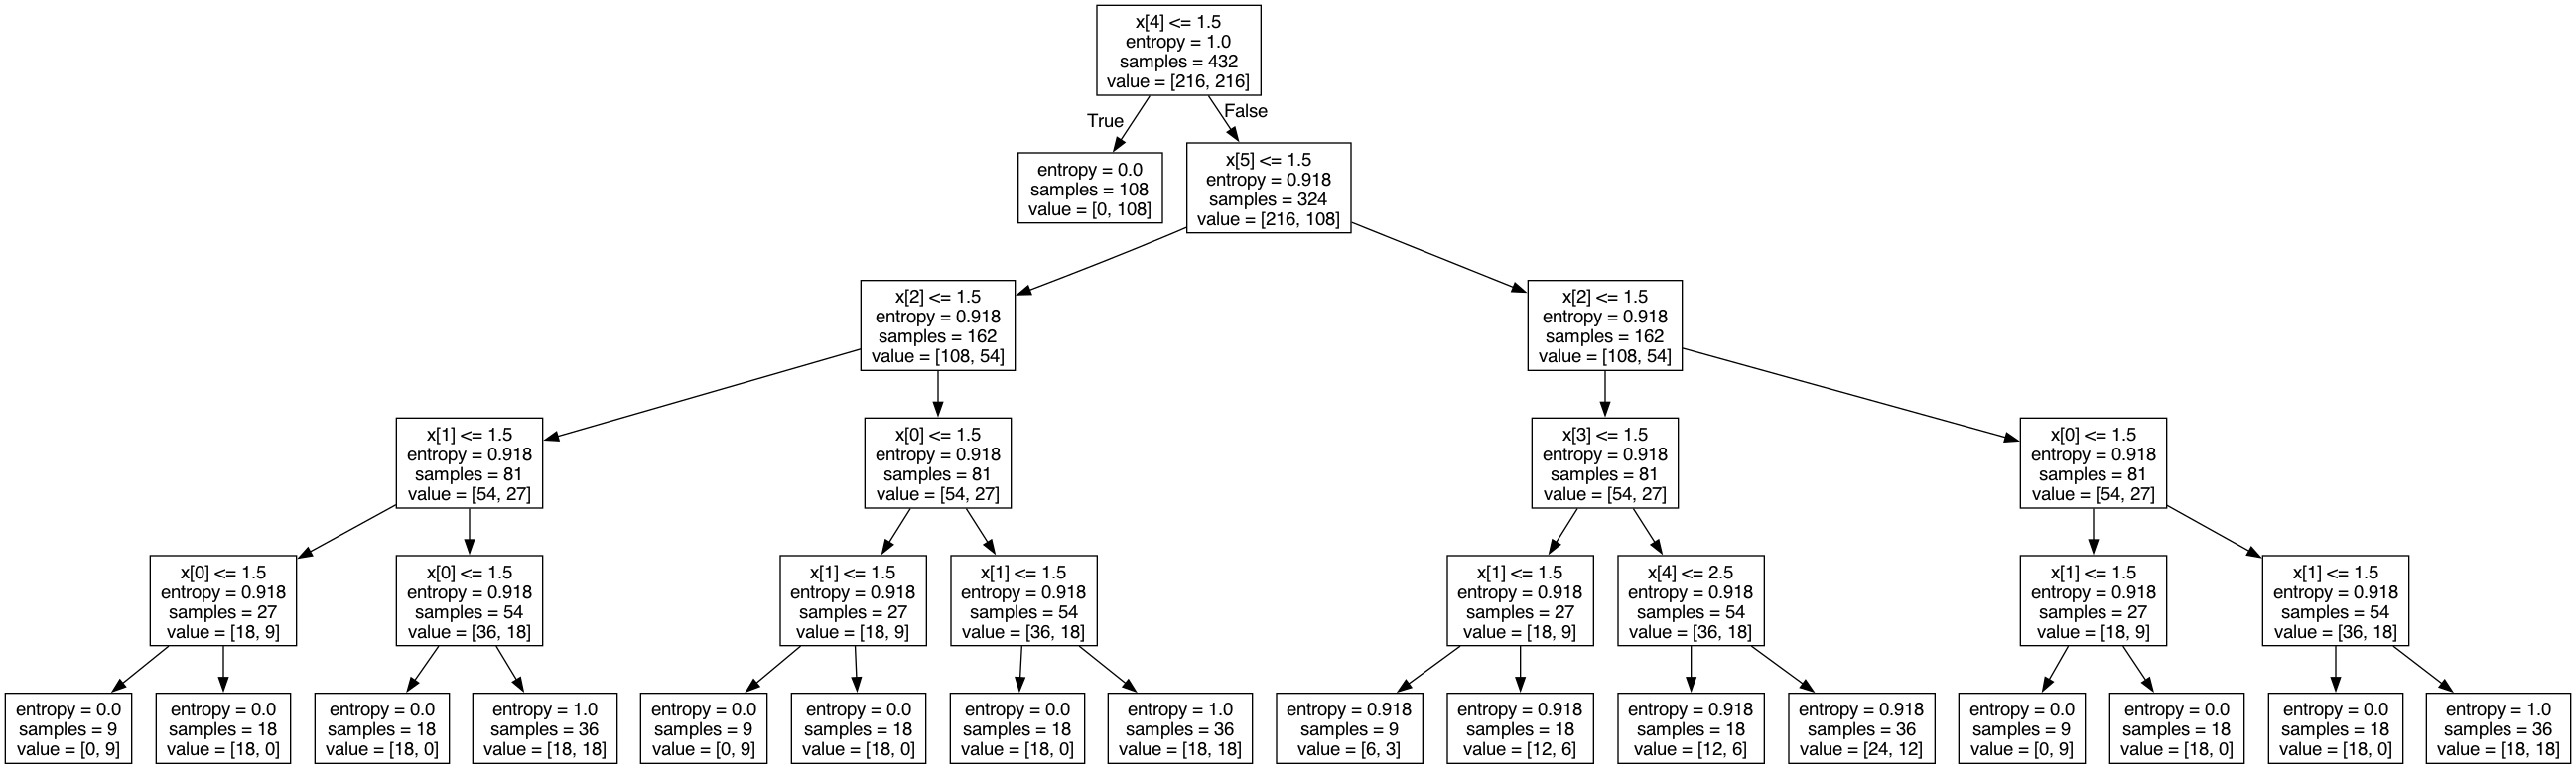 x[4] <= 1.5
entropy = 1.0
samples = 432
value = [216, 216]
True
False
entropy = 0.0
samples = 108
value = [0, 108]
x[5] <= 1.5
entropy = 0.918
samples = 324
value = [216, 108]
x[2] <= 1.5
entropy = 0.918
samples = 162
value = [108, 54]
x[2] <= 1.5
entropy = 0.918
samples = 162
value = [108, 54]
x[1] <= 1.5
entropy = 0.918
samples = 81
value = [54, 27]
x[0] <= 1.5
entropy = 0.918
samples = 81
value = [54, 27]
x[3] <= 1.5
entropy = 0.918
samples = 81
value = [54, 27]
x[0] <= 1.5
entropy = 0.918
samples = 81
value = [54, 27]
x[0] <= 1.5
entropy = 0.918
samples = 27
value = [18, 9]
x[0] <= 1.5
entropy = 0.918
samples = 54
value = [36, 18]
x[1] <= 1.5
entropy = 0.918
samples = 27
value = [18, 9]
x[1] <= 1.5
entropy = 0.918
samples = 54
value = [36, 18]
x[1] <= 1.5
entropy = 0.918
samples = 27
value = [18, 9]
x[4] <= 2.5
entropy = 0.918
samples = 54
value = [36, 18]
x[1] <= 1.5
entropy = 0.918
samples = 27
value = [18, 9]
x[1] <= 1.5
entropy = 0.918
samples = 54
value = [36, 18]
entropy = 0.0
samples = 9
value = [0, 9]
entropy = 0.0
samples = 18
value = [18, 0]
entropy = 0.0
samples = 18
value = [18, 0]
entropy = 1.0
samples = 36
value = [18, 18]
entropy = 0.0
samples = 9
value = [0, 9]
entropy = 0.0
samples = 18
value = [18, 0]
entropy = 0.0
samples = 18
value = [18, 0]
entropy = 1.0
samples = 36
value = [18, 18]
entropy = 0.918
samples = 9
value = [6, 3]
entropy = 0.918
samples = 18
value = [12, 6]
entropy = 0.918
samples = 18
value = [12, 6]
entropy = 0.918
samples = 36
value = [24, 12]
entropy = 0.0
samples = 9
value = [0, 9]
entropy = 0.0
samples = 18
value = [18, 0]
entropy = 0.0
samples = 18
value = [18, 0]
entropy = 1.0
samples = 36
value = [18, 18]